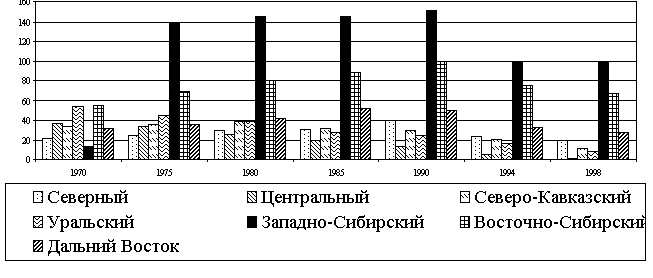 160
140
120
100
80
60
40
20
0
1970 1975 1980 1985 1990 1994 1998
Северный Центральный Северо-Кавказский
Уральский Западно-Сибирский Восточно-Сибирский
Дальний Восток